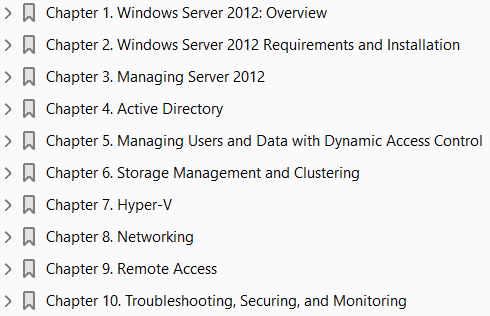 Chapter 1. Windows Server 2012: Overview
Chapter 2. Windows Server 2012 Requirements and Installation
Chapter 3. Managing Server 2012
Chapter 4. Active Directory
Chapter 5. Managing Users and Data with Dynamic Access Control
Chapter 6. Storage Management and Clustering
Chapter 7. Hyper-V
Chapter 8. Networking
Chapter 9. Remote Access
Chapter 10. Troubleshooting, Securing, and Monitoring